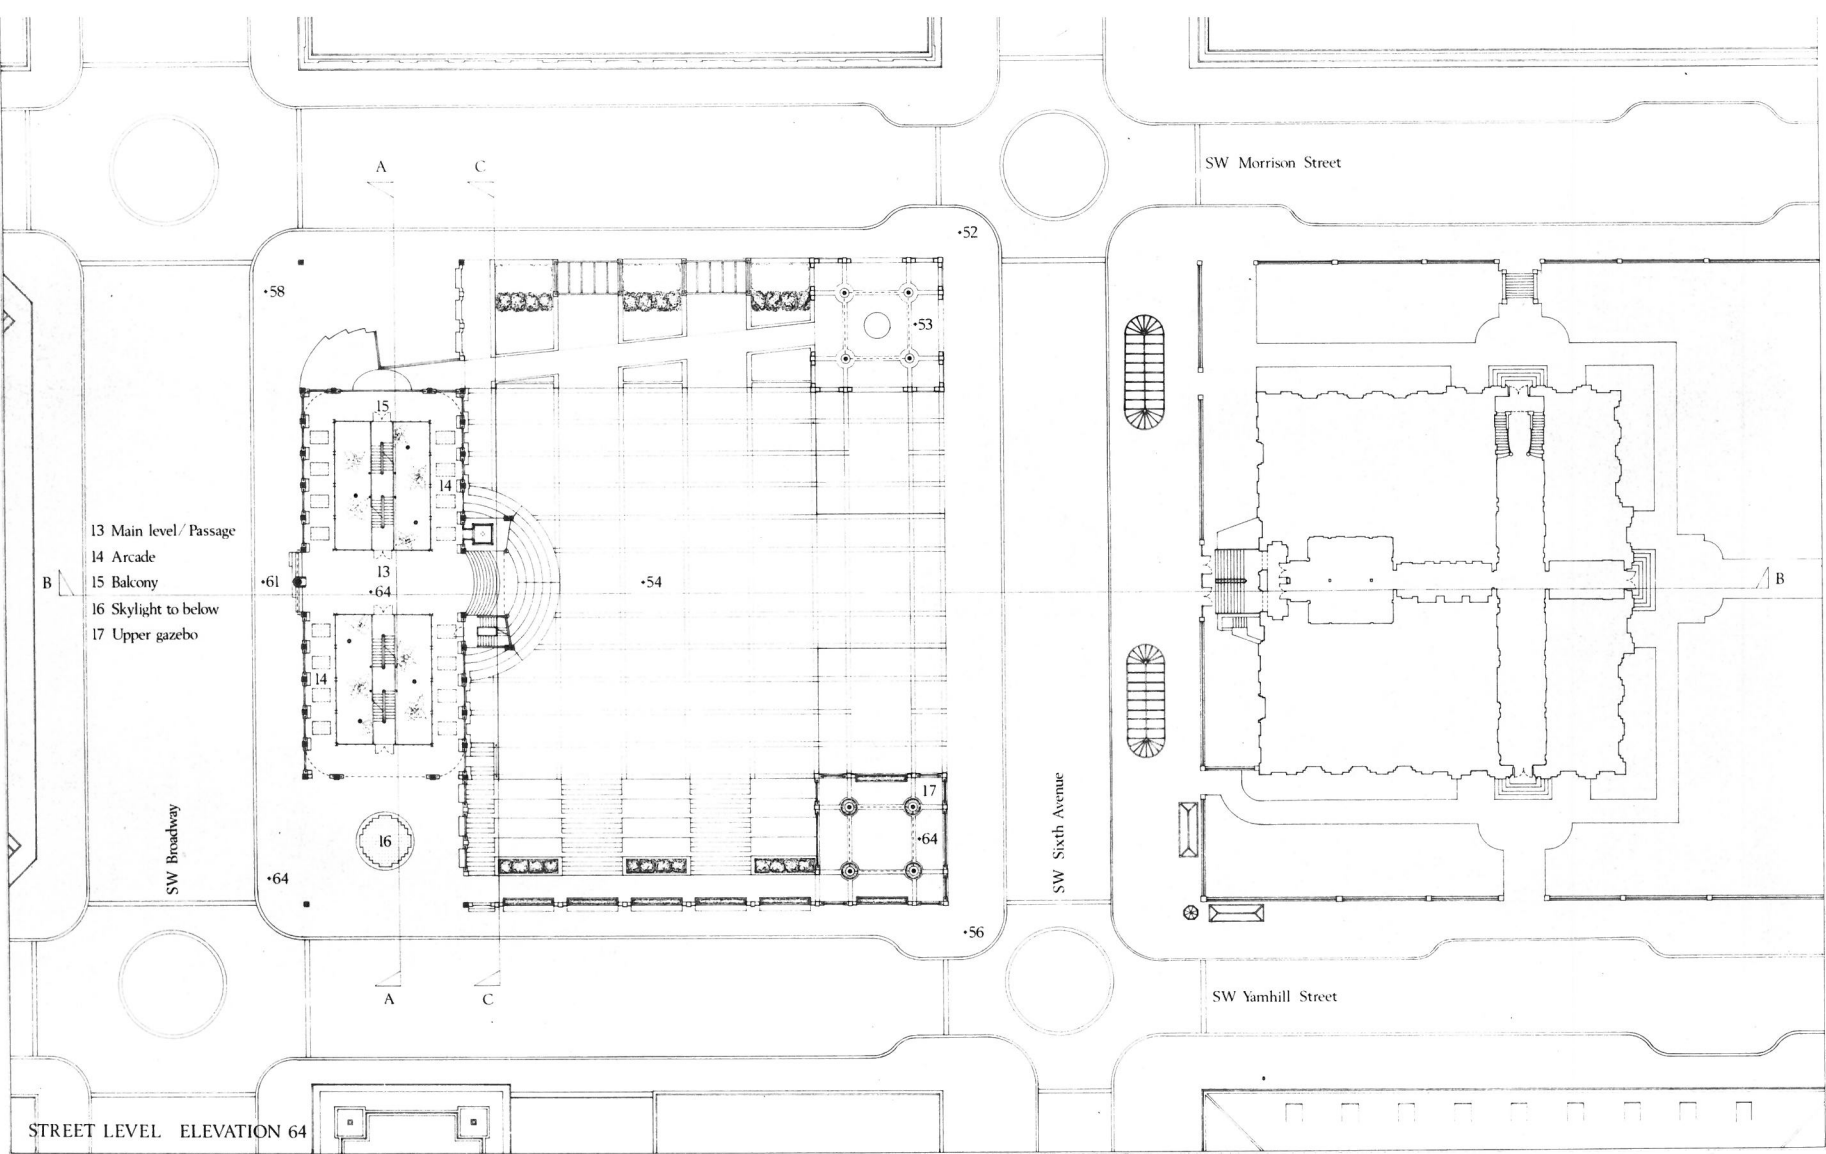 SW Morrison Street
A
C
52
58
53
15
14
13 Main level/ Passage
14 Arcade
15 Balcony
16 Skylight to below
17 Upper gazebo
B
61
13
64
54
B
14
17
16
64
SW Broadway
SW Sixth Avenue
64
56
A
C
SW Yamhill Street
STREET LEVEL ELEVATION 64